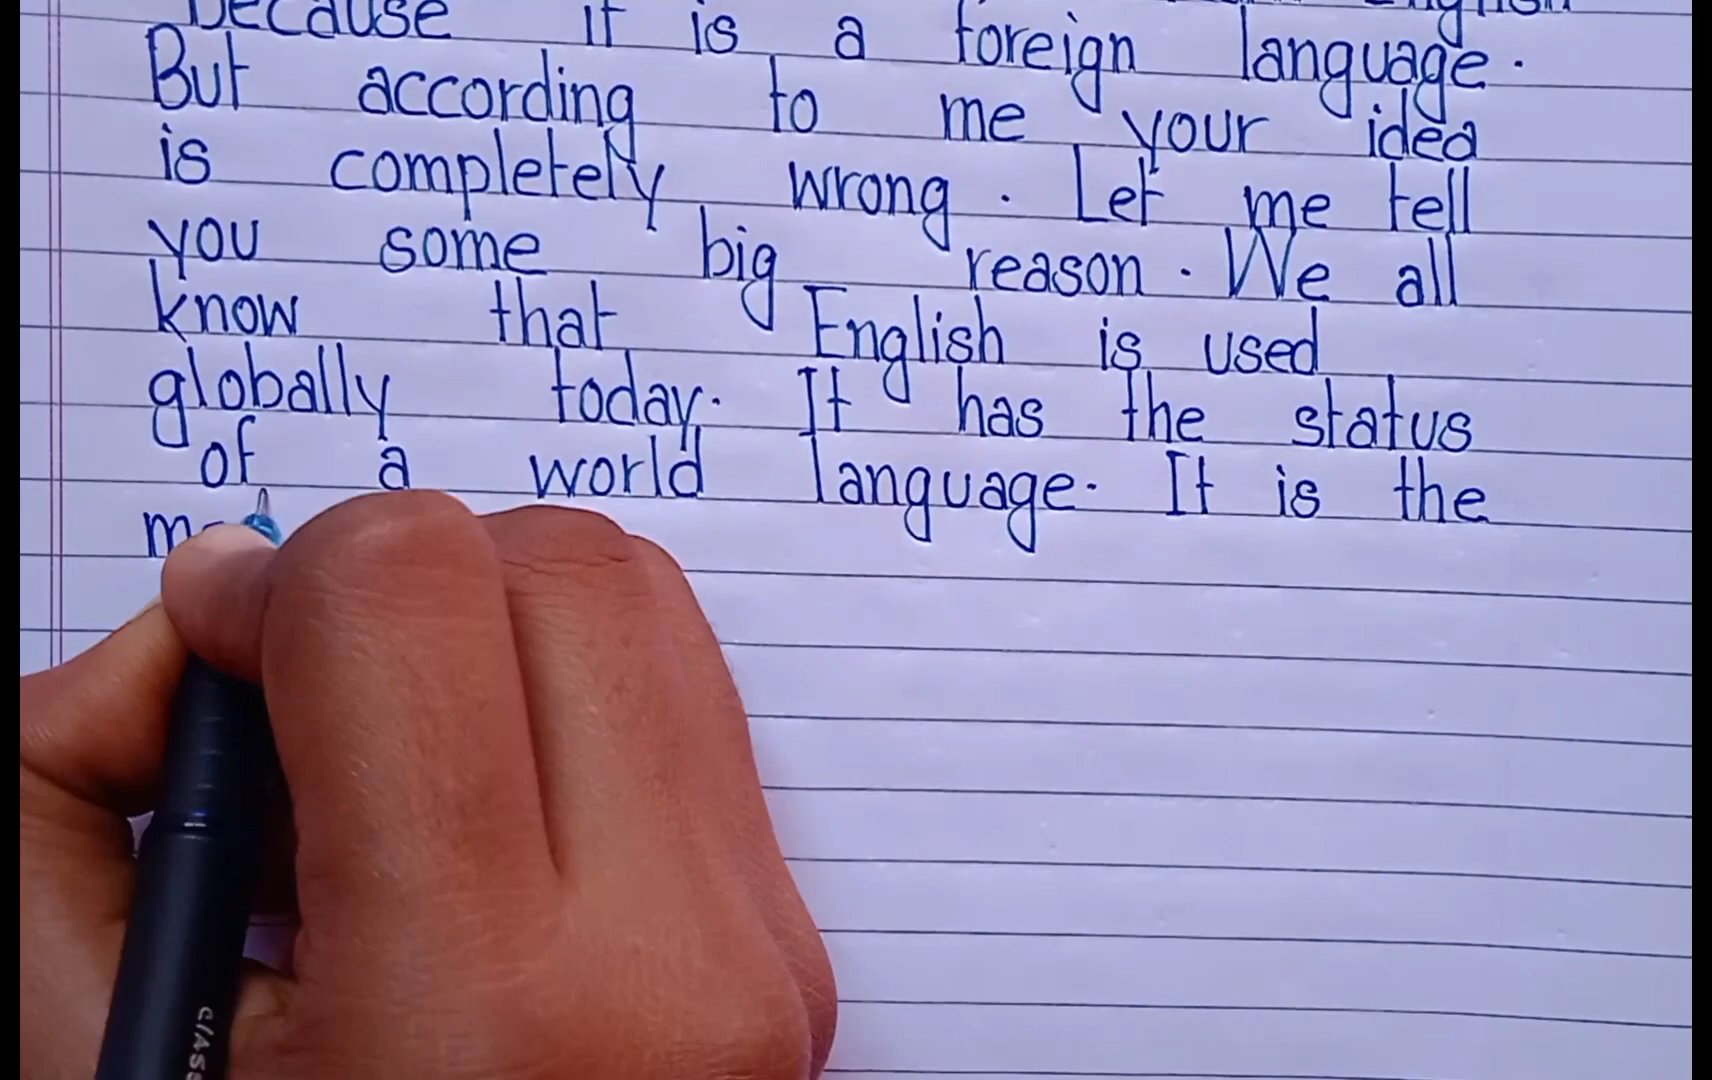 English
because it is a foreign language.
But according to me your idea
is completely wrong. Let me tell
you some big reason. We all
know that English is used
globally today. It has the status
of a world language. It is the